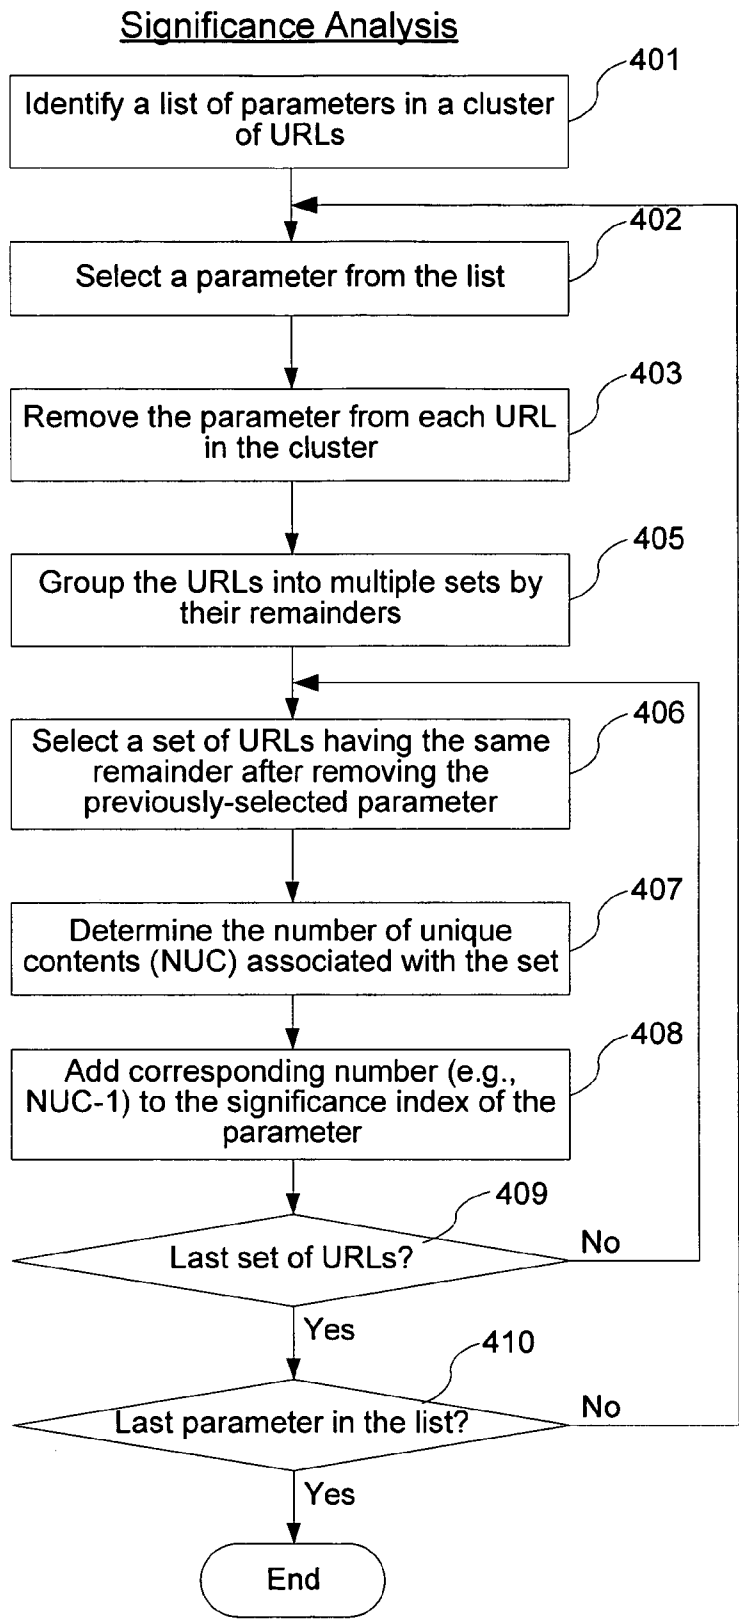 Significance Analysis
401
Identify a list of parameters in a cluster
of URLs
402
Select a parameter from the list
403
Remove the parameter from each URL
in the cluster
405
Group the URLs into multiple sets by
their remainders
406
Select a set of URLs having the same
remainder after removing the
previously-selected parameter
407
Determine the number of unique
contents (NUC) associated with the set
408
Add corresponding number (e.g.,
NUC-1) to the significance index of the
parameter
409
Last set of URLs?
No
Yes
410
Last parameter in the list?
No
Yes
End